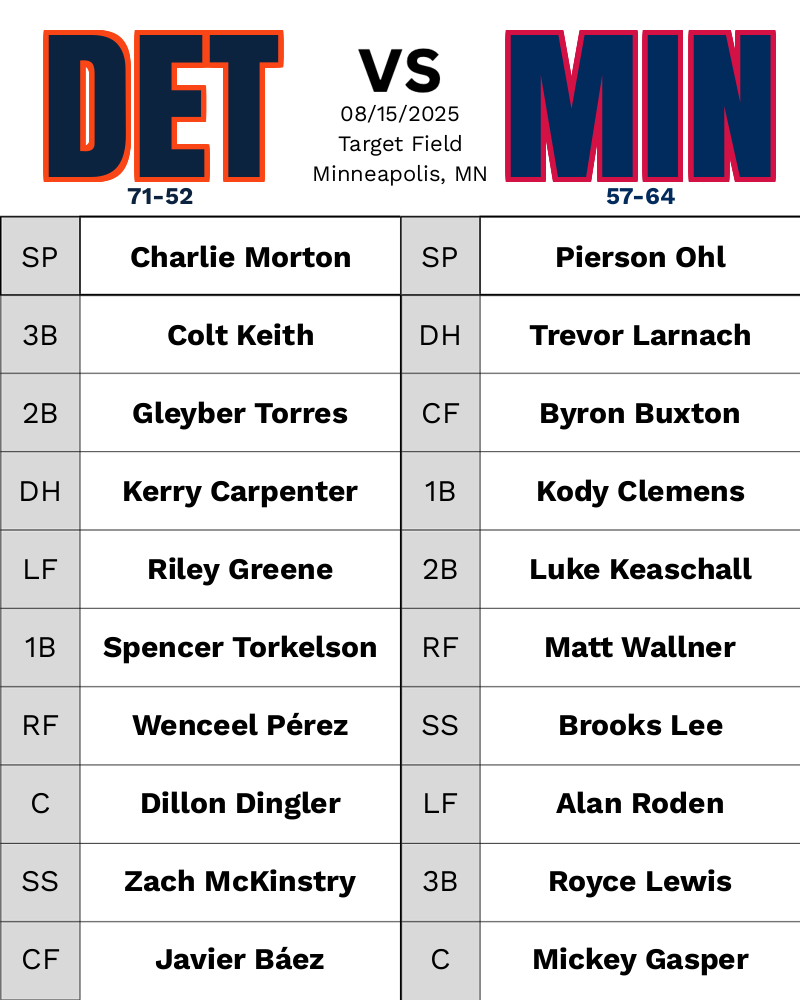 DET
VS
08/15/2025
Target Field
Minneapolis, MN
MIN
71-52
57-64
SP Charlie Morton SP Pierson Ohl
3B Colt Keith DH Trevor Larnach
2B Gleyber Torres CF Byron Buxton
DH Kerry Carpenter 1B Kody Clemens
LF Riley Greene 2B Luke Keaschall
1B Spencer Torkelson RF Matt Wallner
RF Wenceel Pérez SS Brooks Lee
C Dillon Dingler LF Alan Roden
SS Zach McKinstry 3B Royce Lewis
CF Javier Báez C Mickey Gasper